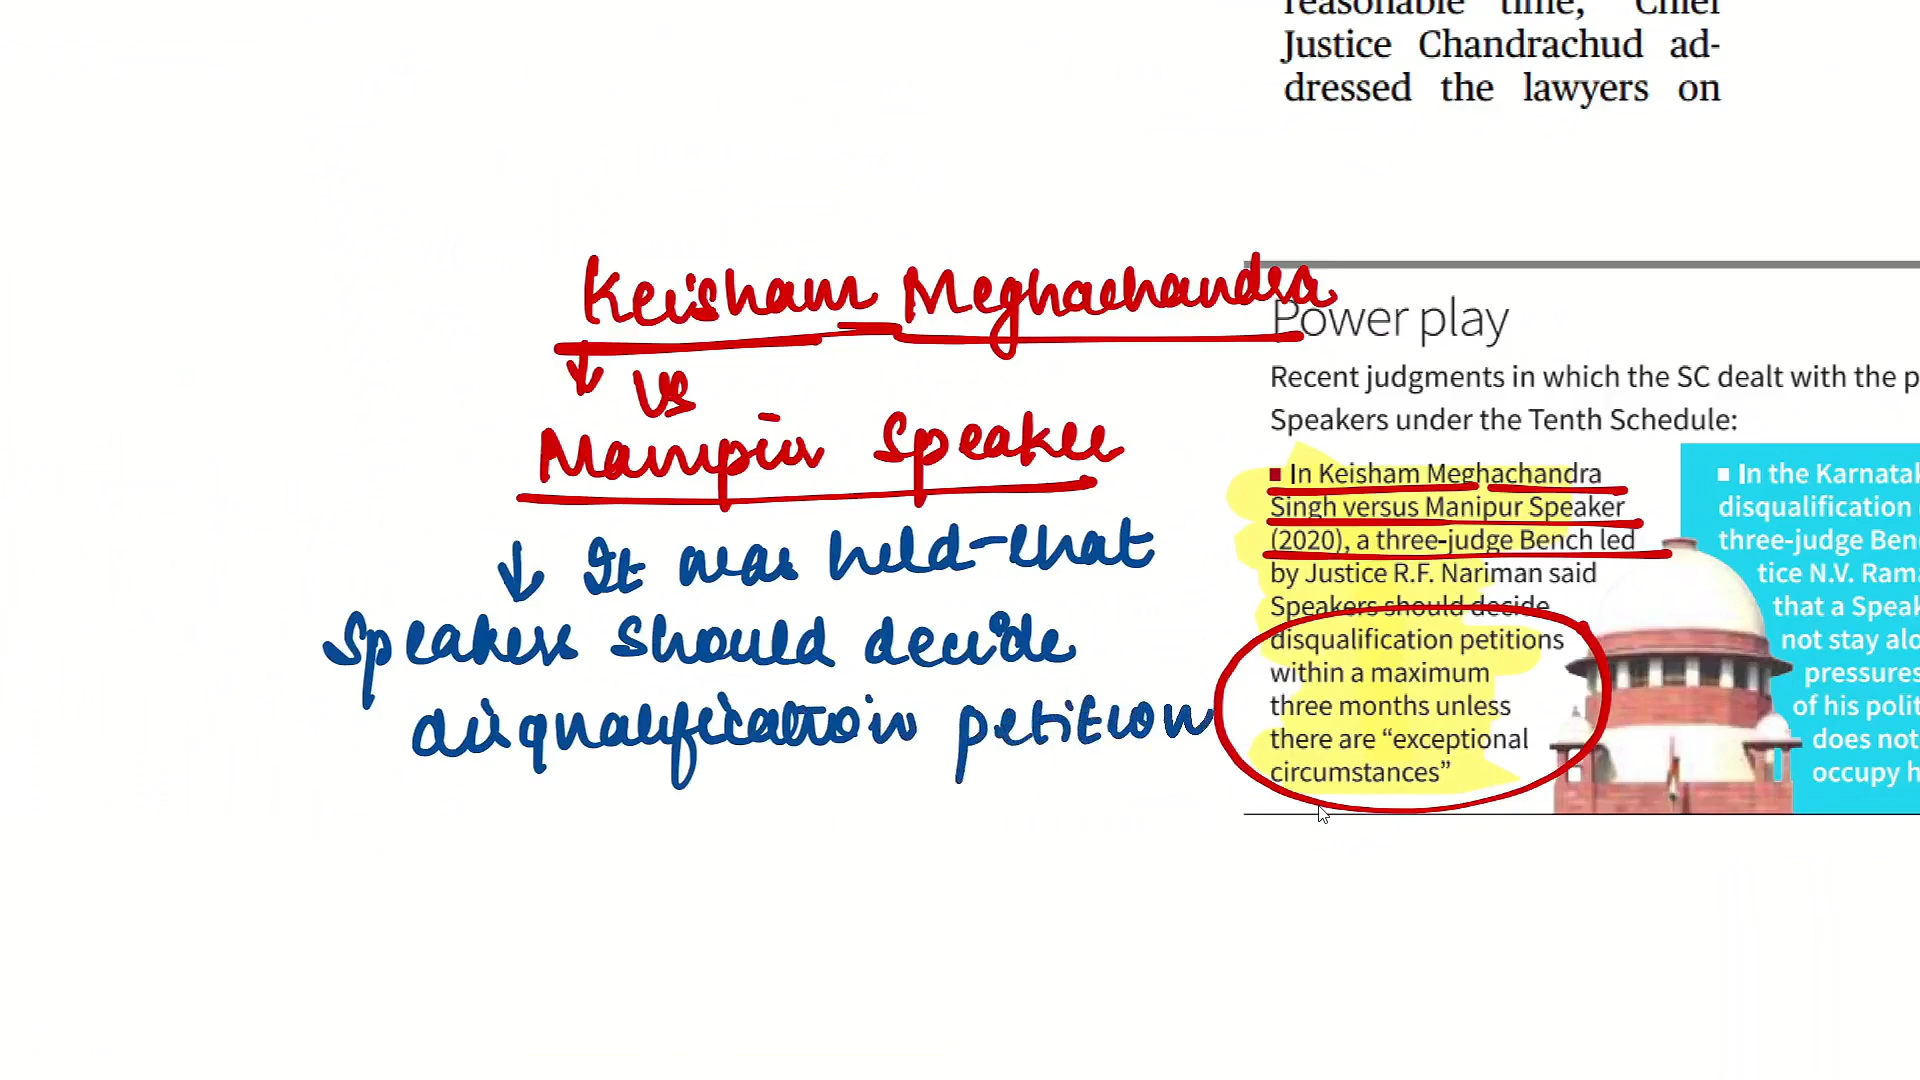 reasonable time, Chief
Justice Chandrachud ad-
dressed the lawyers on
Keisham Meghachandra
vs
Manipur Speaker
It was held that
Speakers should decide
disqualification petition
Power play
Recent judgments in which the SC dealt with the p
Speakers under the Tenth Schedule:
■ In Keisham Meghachandra
Singh versus Manipur Speaker
(2020), a three-judge Bench led
by Justice R.F. Nariman said
Speakers should decide
disqualification petitions
within a maximum
three months unless
there are “exceptional
circumstances”
■ In the Karnatak
disqualification
three-judge Ben
tice N.V. Rama
that a Speak
not stay alo
pressures
of his polit
does not
occupy h